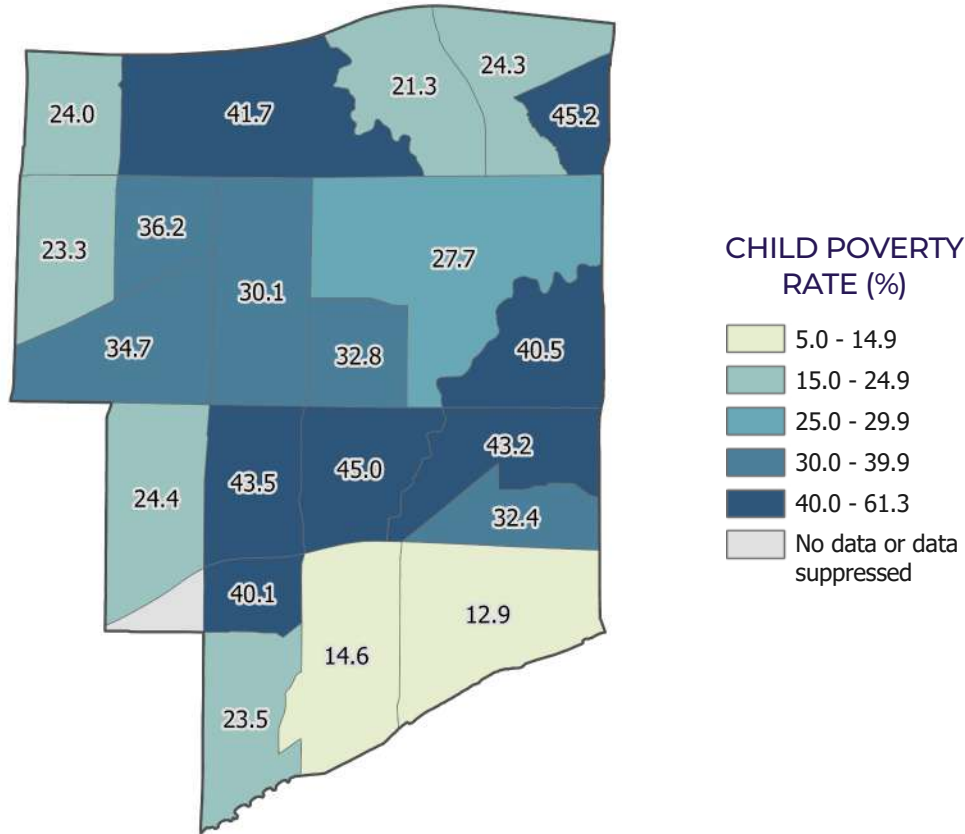 24.0
41.7
21.3
24.3
45.2
23.3
36.2
30.1
27.7
34.7
32.8
40.5
24.4
43.5
45.0
43.2
32.4
40.1
14.6
12.9
23.5
CHILD POVERTY
RATE (%)
5.0 - 14.9
15.0 - 24.9
25.0 - 29.9
30.0 - 39.9
40.0 - 61.3
No data or data
suppressed